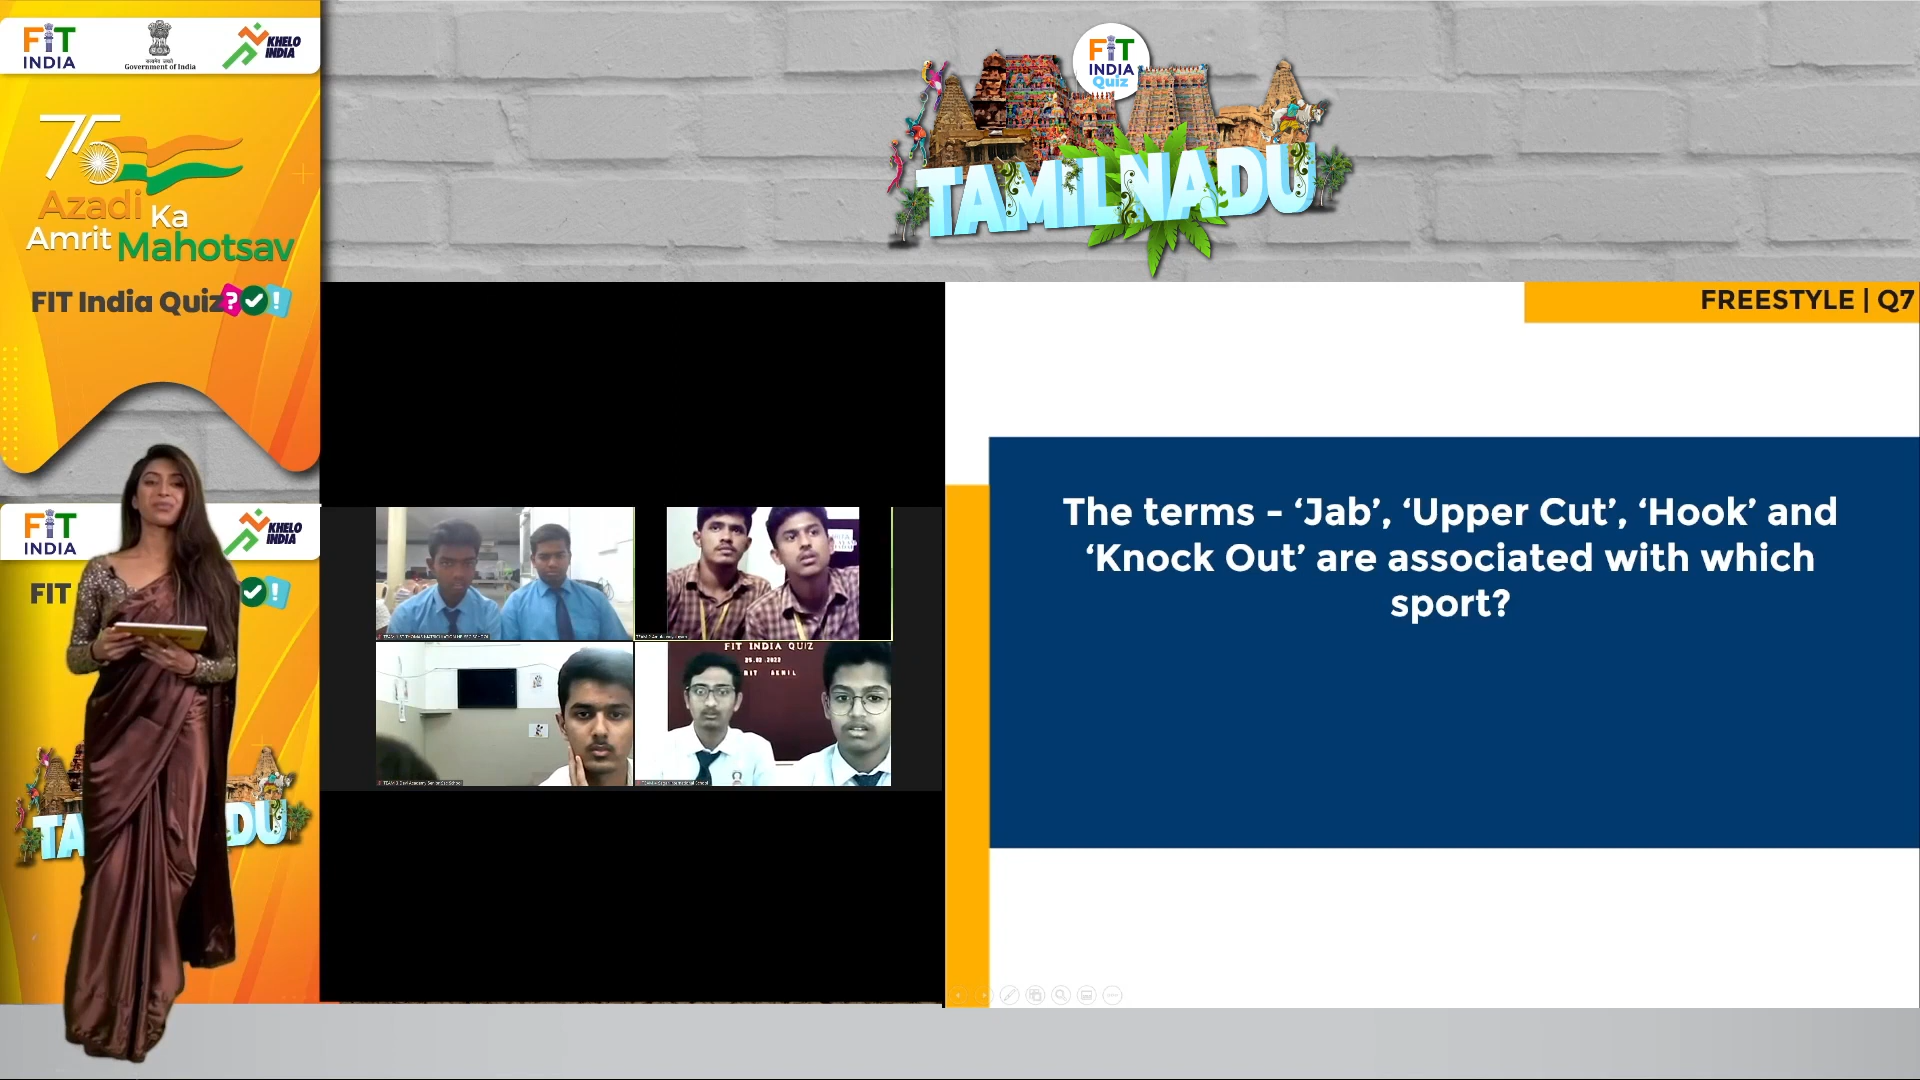 FIT
INDIA
Government of India
KHELO
INDIA
75
Azadi Ka
Amrit Mahotsav
FIT India Quiz?!
FIT
INDIA
KHELO
INDIA
FIT
!
TA
DU
FIT
INDIA
Quiz
TAMILNADU
FIT INDIA QUIZ
FREESTYLE | Q7
The terms - ‘Jab’, ‘Upper Cut’, ‘Hook’ and
‘Knock Out’ are associated with which
sport?